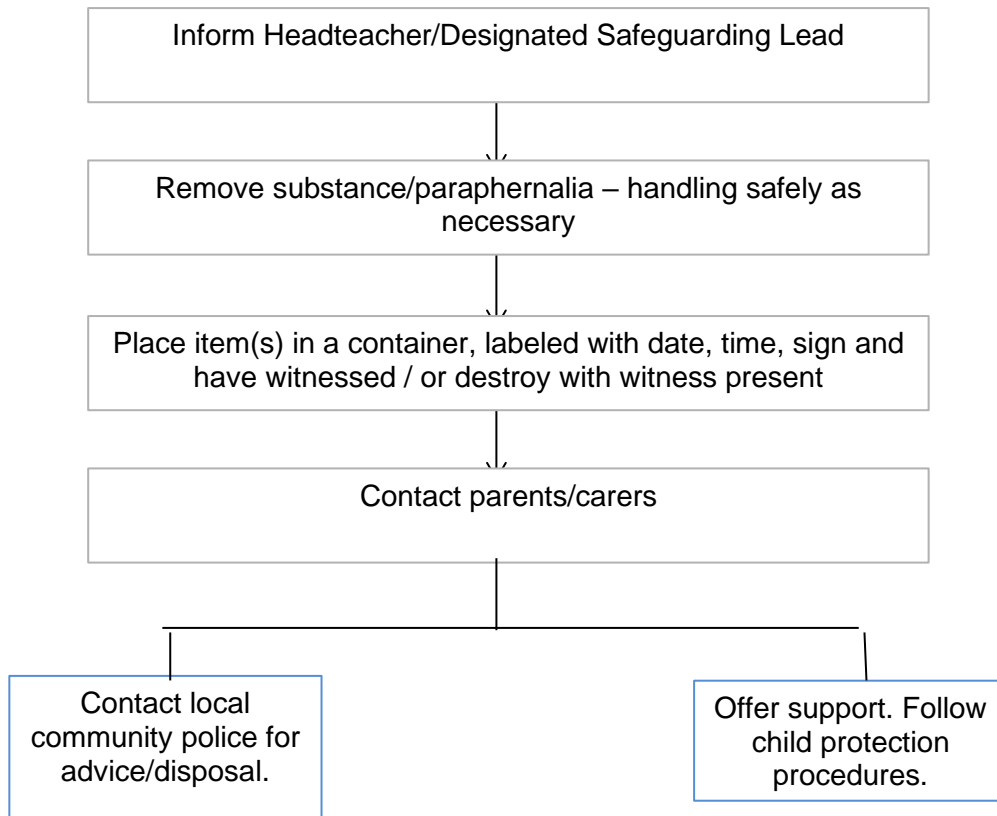 Inform Headteacher/Designated Safeguarding Lead
Remove substance/paraphernalia – handling safely as
necessary
Place item(s) in a container, labeled with date, time, sign and
have witnessed / or destroy with witness present
Contact parents/carers
Contact local
community police for
advice/disposal.
Offer support. Follow
child protection
procedures.